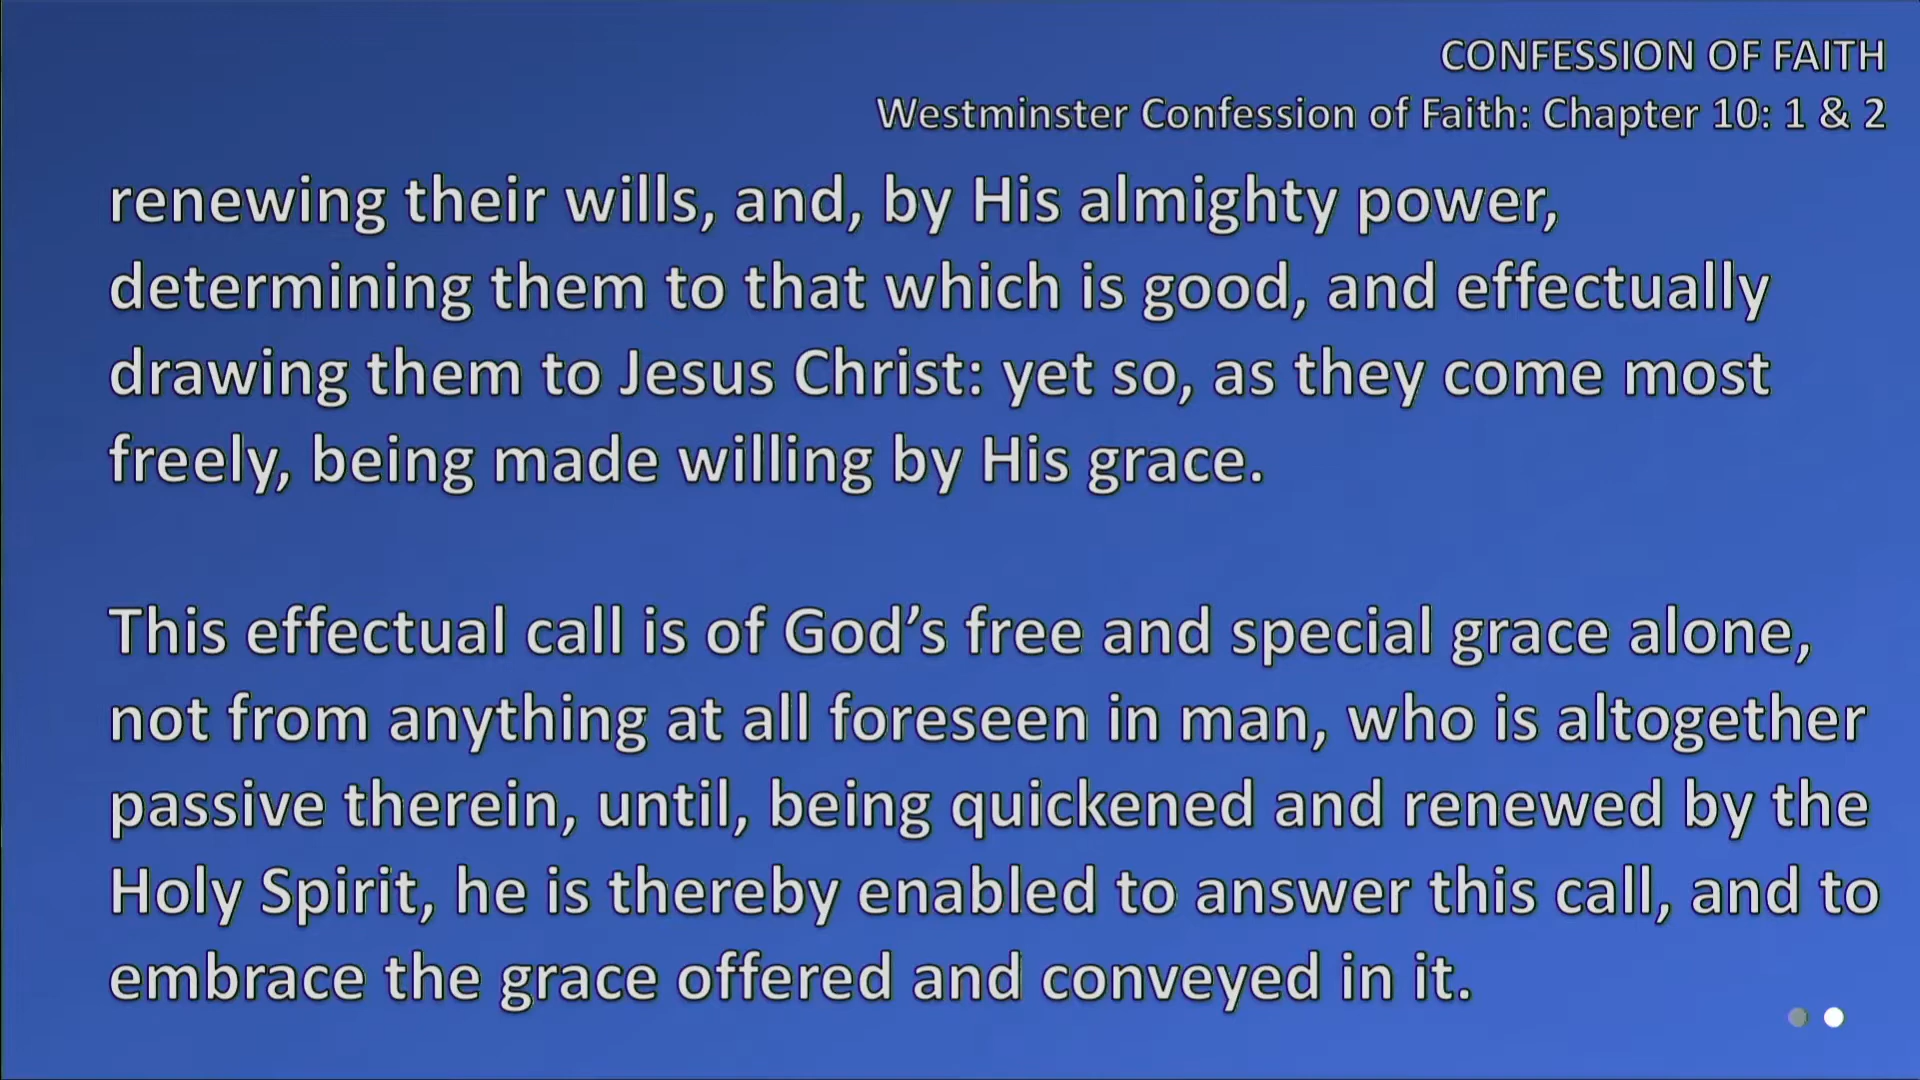 CONFESSION OF FAITH
Westminster Confession of Faith: Chapter 10: 1 & 2
renewing their wills, and, by His almighty power,
determining them to that which is good, and effectually
drawing them to Jesus Christ: yet so, as they come most
freely, being made willing by His grace.
This effectual call is of God’s free and special grace alone,
not from anything at all foreseen in man, who is altogether
passive therein, until, being quickened and renewed by the
Holy Spirit, he is thereby enabled to answer this call, and to
embrace the grace offered and conveyed in it.